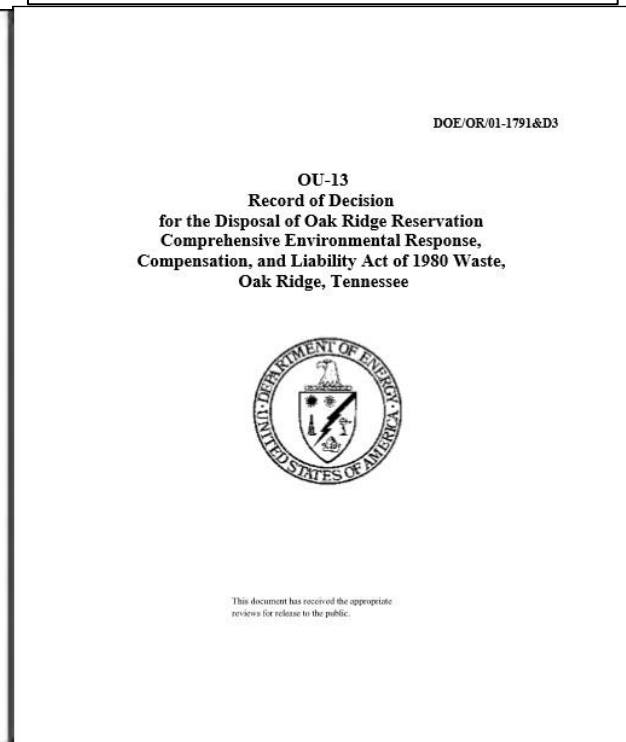 DOE/OR/01-1791&D3
OU-13
Record of Decision
for the Disposal of Oak Ridge Reservation
Comprehensive Environmental Response,
Compensation, and Liability Act of 1980 Waste,
Oak Ridge, Tennessee
DEPARTMENT OF ENERGY
UNITED STATES OF AMERICA
This document has received the appropriate
reviews for release to the public.